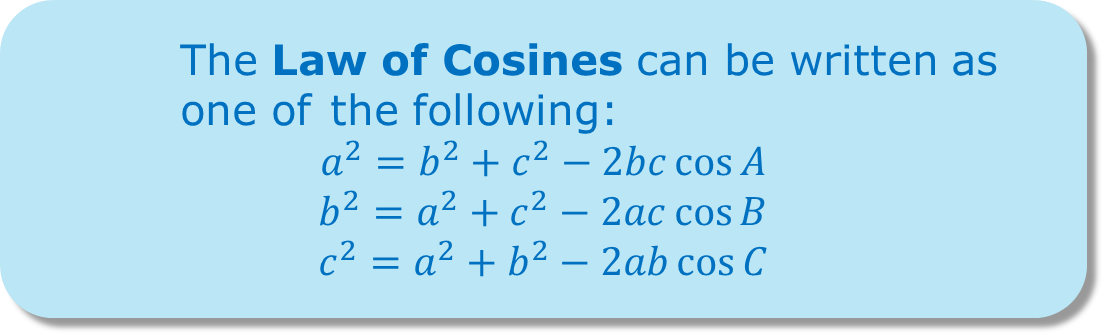 The Law of Cosines can be written as
one of the following:
a² = b² + c² − 2bc cos A
b² = a² + c² − 2ac cos B
c² = a² + b² − 2ab cos C